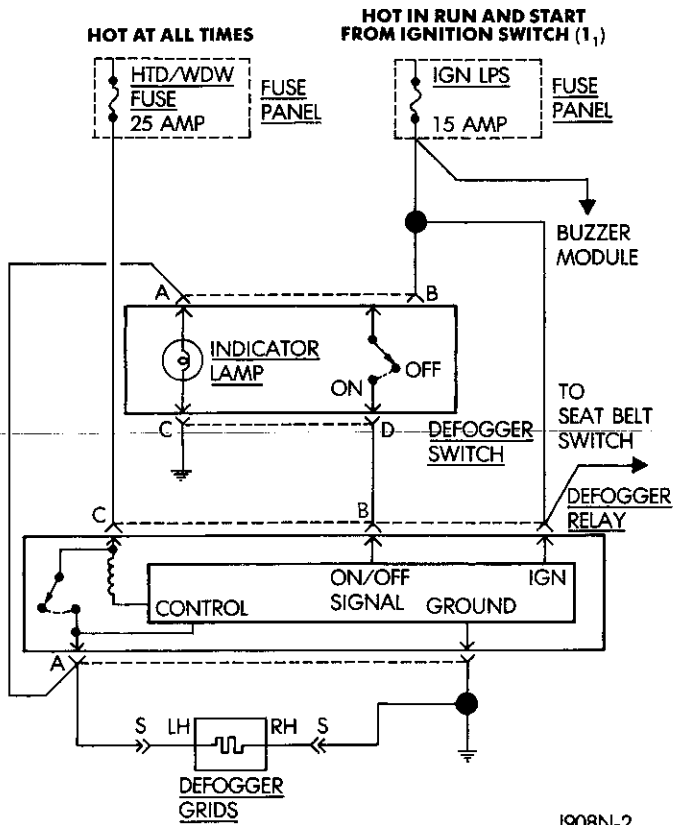 HOT AT ALL TIMES
HOT IN RUN AND START
FROM IGNITION SWITCH (1₁)
HTD/WDW
FUSE
25 AMP
FUSE
PANEL
IGN LPS
15 AMP
FUSE
PANEL
BUZZER
MODULE
A
B
INDICATOR
LAMP
OFF
ON
C
D
DEFOGGER
SWITCH
TO
SEAT BELT
SWITCH
DEFOGGER
RELAY
C
B
CONTROL
ON/OFF
SIGNAL
GROUND
IGN
A
S
LH
RH
S
DEFOGGER
GRIDS
J908N-2